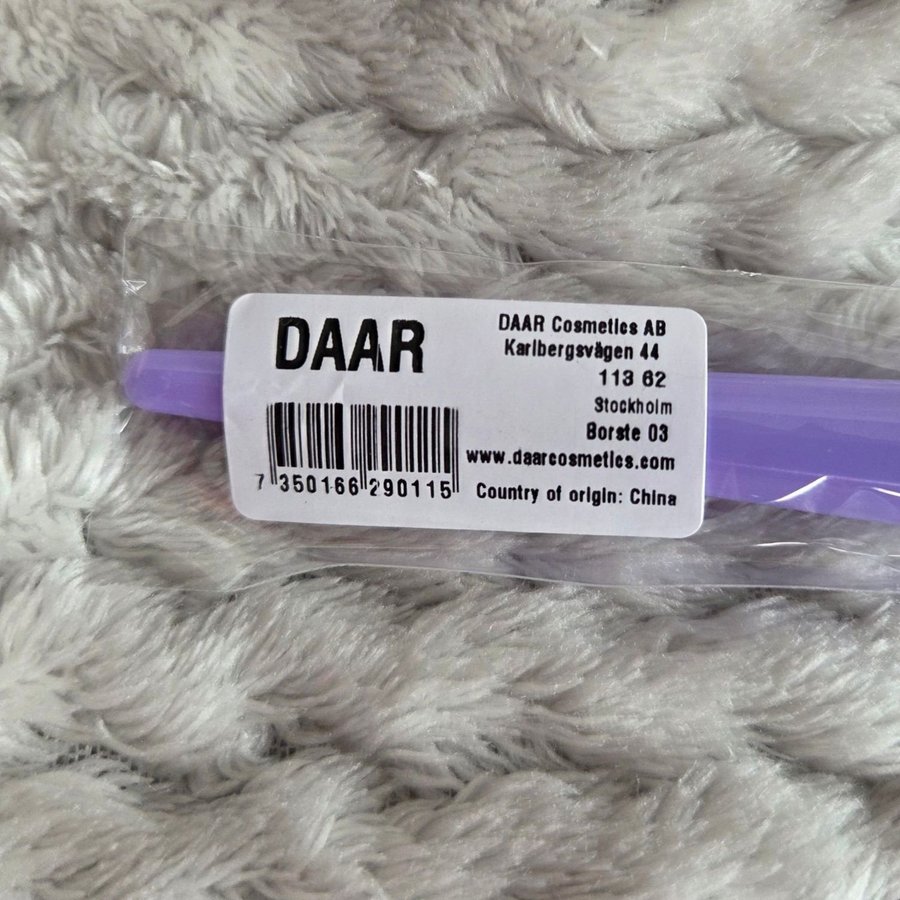 DAAR
7 350166 290115
DAAR Cosmetics AB
Karlbergsvägen 44
113 62
Stockholm
Borste 03
www.daarcosmetics.com
Country of origin: China